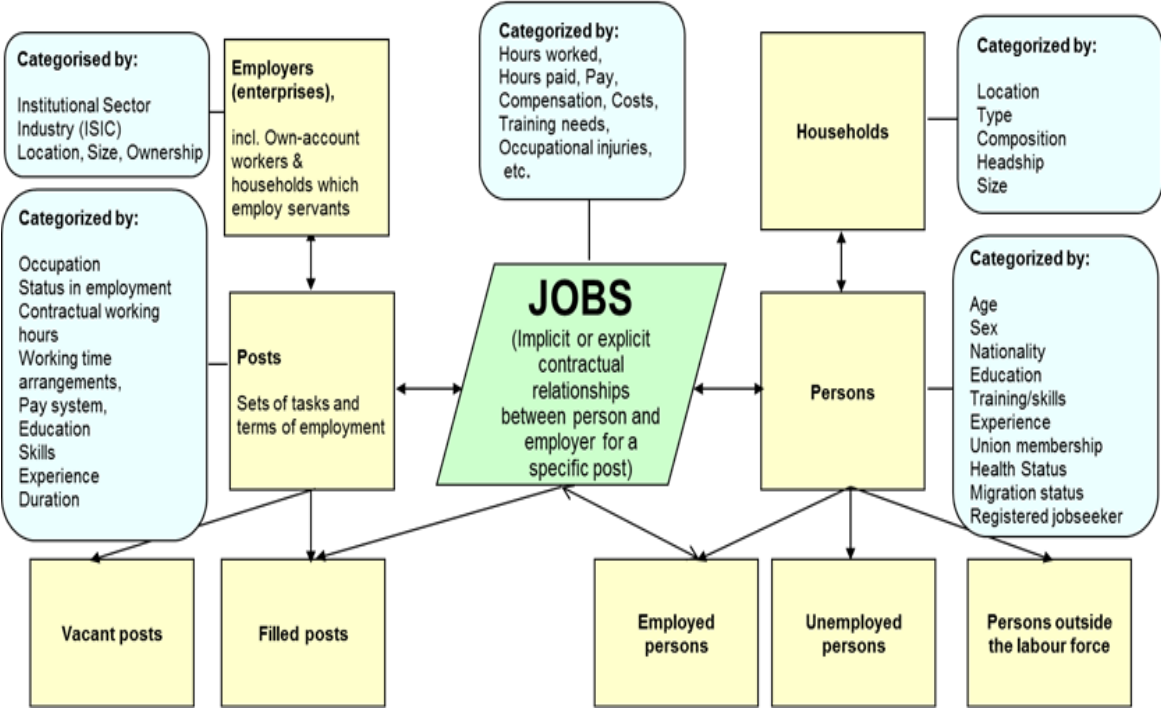 Categorised by:
Institutional Sector
Industry (ISIC)
Location, Size, Ownership
Employers
(enterprises),
incl. Own-account
workers &
households which
employ servants
Categorized by:
Hours worked,
Hours paid, Pay,
Compensation, Costs,
Training needs,
Occupational injuries,
etc.
Households
Categorized by:
Location
Type
Composition
Headship
Size
Categorized by:
Occupation
Status in employment
Contractual working
hours
Working time
arrangements,
Pay system,
Education
Skills
Experience
Duration
Posts
Sets of tasks and
terms of employment
JOBS
(Implicit or explicit
contractual
relationships
between person and
employer for a
specific post)
Persons
Categorized by:
Age
Sex
Nationality
Education
Training/skills
Experience
Union membership
Health Status
Migration status
Registered jobseeker
Vacant posts
Filled posts
Employed
persons
Unemployed
persons
Persons outside
the labour force